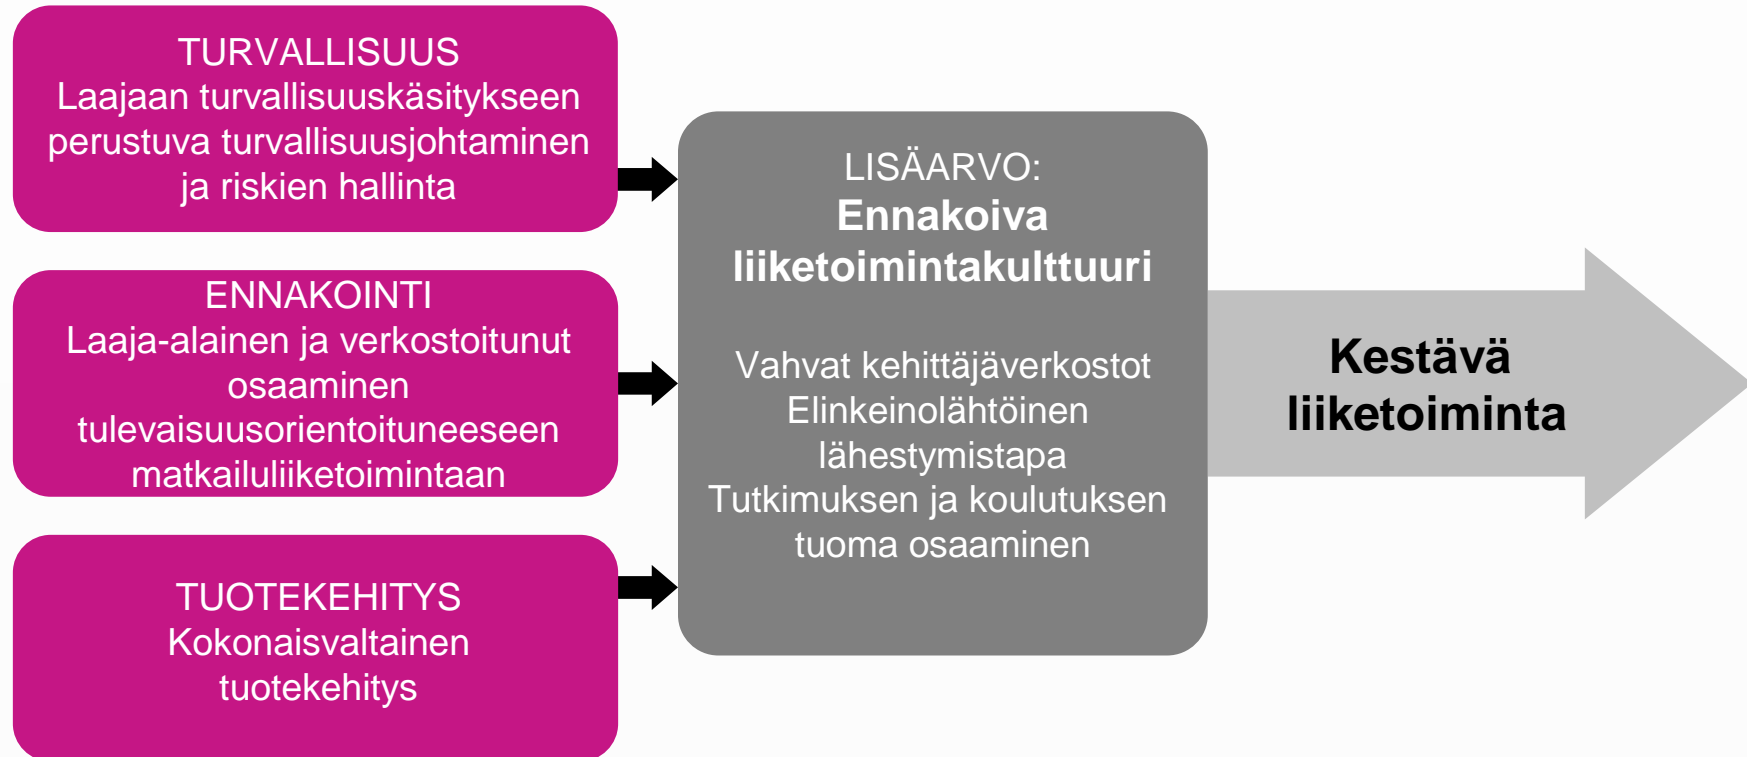 TURVALLISUUS
Laajaan turvallisuuskäsitykseen
perustuva turvallisuusjohtaminen
ja riskien hallinta
ENNAKOINTI
Laaja-alainen ja verkostoitunut
osaaminen
tulevaisuusorientoituneeseen
matkailuliiketoimintaan
TUOTEKEHITYS
Kokonaisvaltainen
tuotekehitys
LISÄARVO:
Ennakoiva
liiketoimintakulttuuri
Vahvat kehittäjäverkostot
Elinkeinolähtöinen
lähestymistapa
Tutkimuksen ja koulutuksen
tuoma osaaminen
Kestävä
liiketoiminta